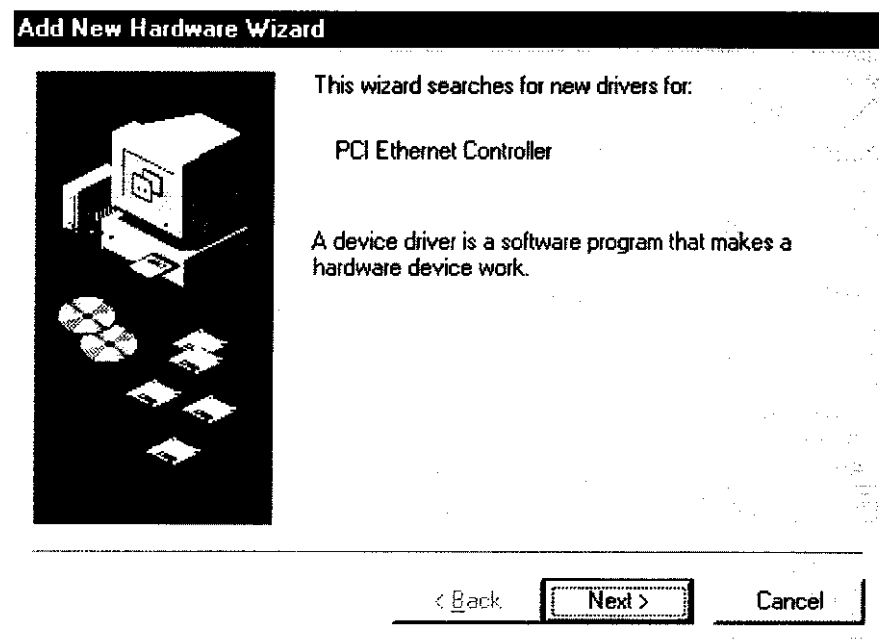 Add New Hardware Wizard
This wizard searches for new drivers for:
PCI Ethernet Controller
A device driver is a software program that makes a
hardware device work.
< Back
Next >
Cancel